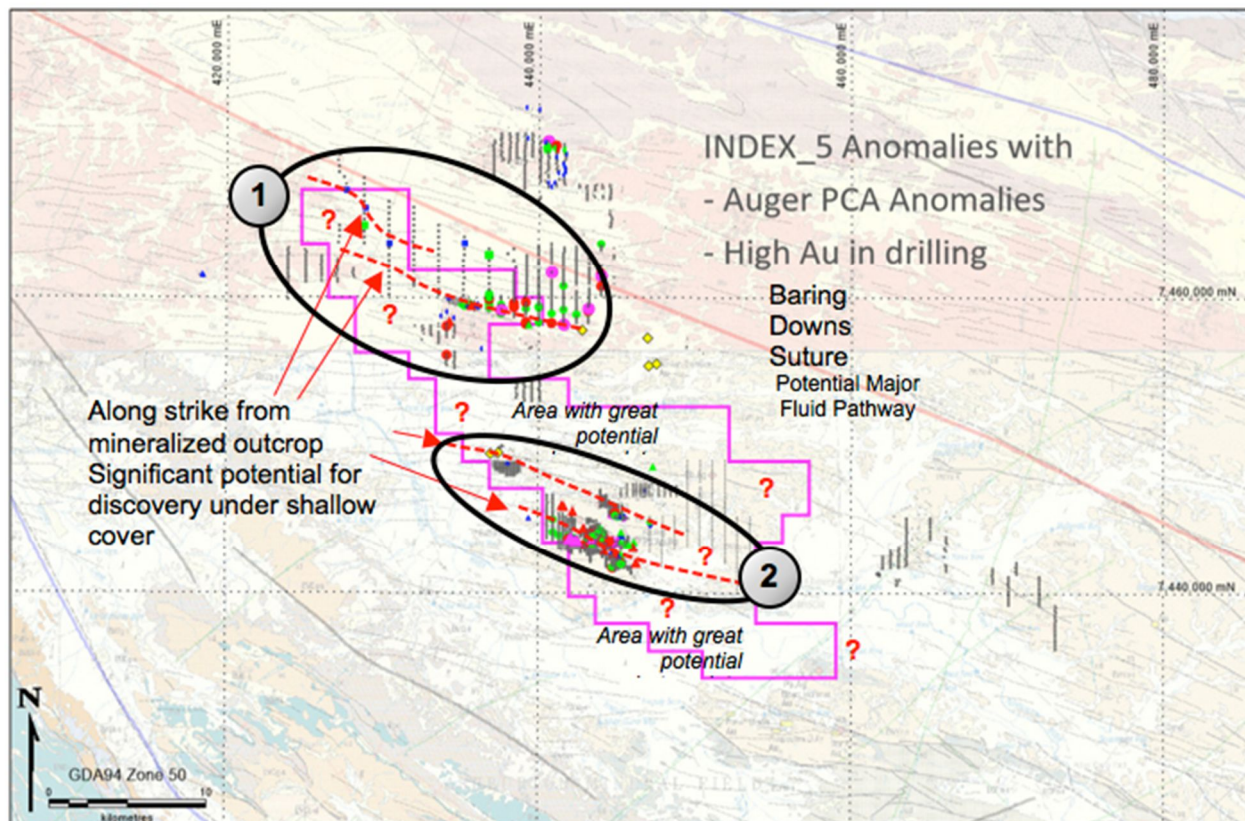 420,000 mE
440,000 mE
460,000 mE
480,000 mE
INDEX_5 Anomalies with
- Auger PCA Anomalies
- High Au in drilling
1
?
7,460,000 mN
Baring
Downs
Suture
Potential Major
Fluid Pathway
?
Along strike from
mineralized outcrop
Significant potential for
discovery under shallow
cover
?
Area with great
potential
?
?
2
7,440,000 mN
?
Area with great
potential
?
N
GDA94 Zone 50
0
10
kilometres